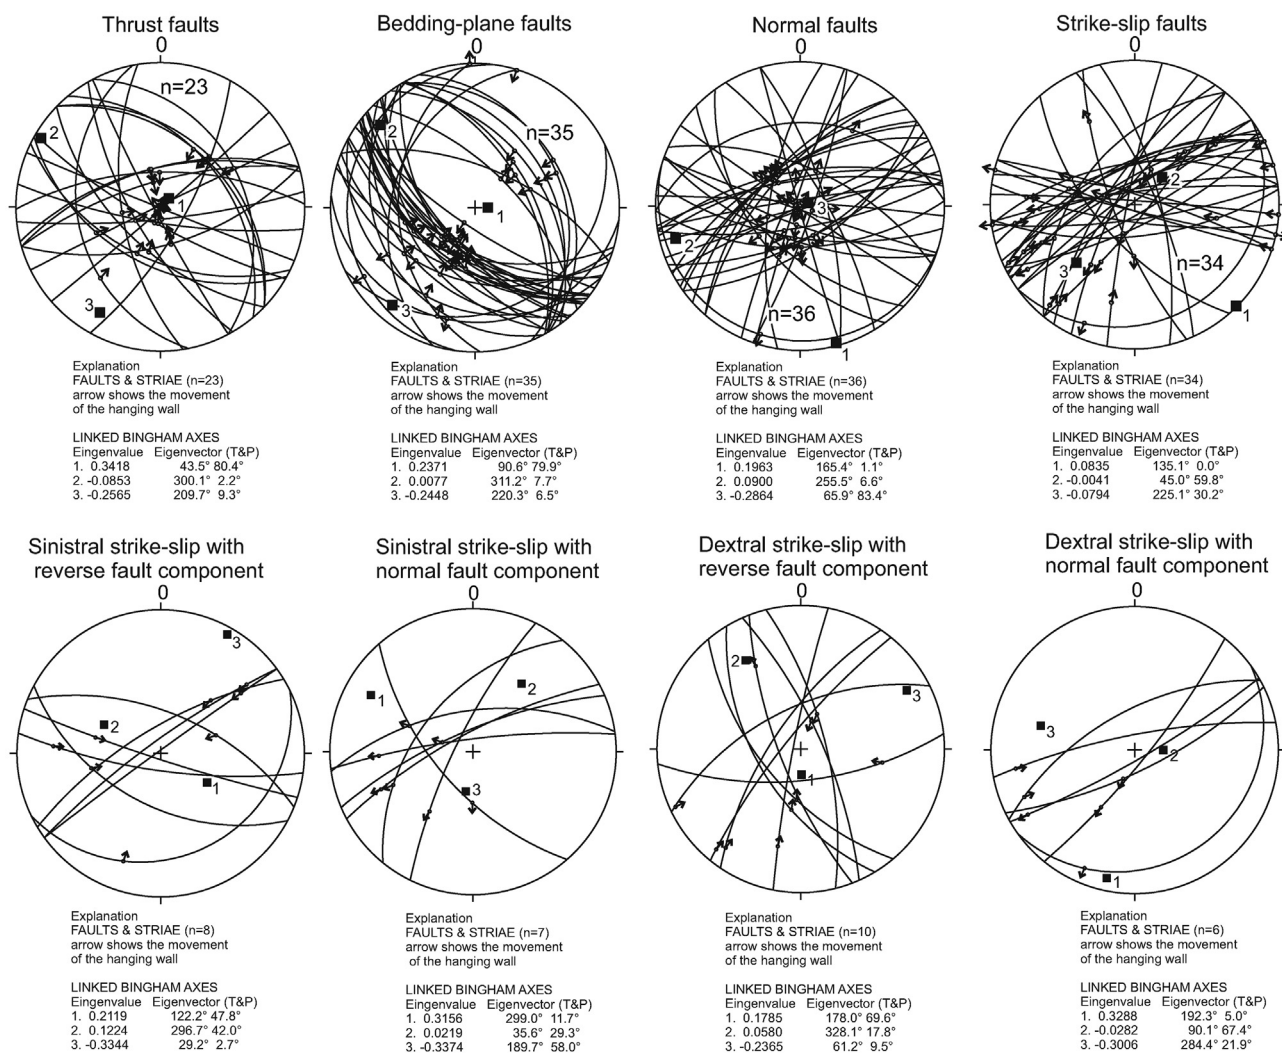 Thrust faults
0
n=23
2
1
3
Explanation
FAULTS & STRIAE (n=23)
arrow shows the movement
of the hanging wall
LINKED BINGHAM AXES
Eingenvalue Eigenvector (T&P)
1. 0.3418 43.5° 80.4°
2. -0.0853 300.1° 2.2°
3. -0.2565 209.7° 9.3°
Bedding-plane faults
0
n=35
2
1
3
Explanation
FAULTS & STRIAE (n=35)
arrow shows the movement
of the hanging wall
LINKED BINGHAM AXES
Eingenvalue Eigenvector (T&P)
1. 0.2371 90.6° 79.9°
2. 0.0077 311.2° 7.7°
3. -0.2448 220.3° 6.5°
Normal faults
0
3
2
n=36
1
Explanation
FAULTS & STRIAE (n=36)
arrow shows the movement
of the hanging wall
LINKED BINGHAM AXES
Eingenvalue Eigenvector (T&P)
1. 0.1963 165.4° 1.1°
2. 0.0900 255.5° 6.6°
3. -0.2864 65.9° 83.4°
Strike-slip faults
0
2
3
n=34
1
Explanation
FAULTS & STRIAE (n=34)
arrow shows the movement
of the hanging wall
LINKED BINGHAM AXES
Eingenvalue Eigenvector (T&P)
1. 0.0835 135.1° 0.0°
2. -0.0041 45.0° 59.8°
3. -0.0794 225.1° 30.2°
Sinistral strike-slip with
reverse fault component
0
3
2
1
Explanation
FAULTS & STRIAE (n=8)
arrow shows the movement
of the hanging wall
LINKED BINGHAM AXES
Eingenvalue Eigenvector (T&P)
1. 0.2119 122.2° 47.8°
2. 0.1224 296.7° 42.0°
3. -0.3344 29.2° 2.7°
Sinistral strike-slip with
normal fault component
0
1
2
3
Explanation
FAULTS & STRIAE (n=7)
arrow shows the movement
of the hanging wall
LINKED BINGHAM AXES
Eingenvalue Eigenvector (T&P)
1. 0.3156 299.0° 11.7°
2. 0.0219 35.6° 29.3°
3. -0.3374 189.7° 58.0°
Dextral strike-slip with
reverse fault component
0
2
3
1
Explanation
FAULTS & STRIAE (n=10)
arrow shows the movement
of the hanging wall
LINKED BINGHAM AXES
Eingenvalue Eigenvector (T&P)
1. 0.1785 178.0° 69.6°
2. 0.0580 328.1° 17.8°
3. -0.2365 61.2° 9.5°
Dextral strike-slip with
normal fault component
0
3
2
1
Explanation
FAULTS & STRIAE (n=6)
arrow shows the movement
of the hanging wall
LINKED BINGHAM AXES
Eingenvalue Eigenvector (T&P)
1. 0.3288 192.3° 5.0°
2. -0.0282 90.1° 67.4°
3. -0.3006 284.4° 21.9°